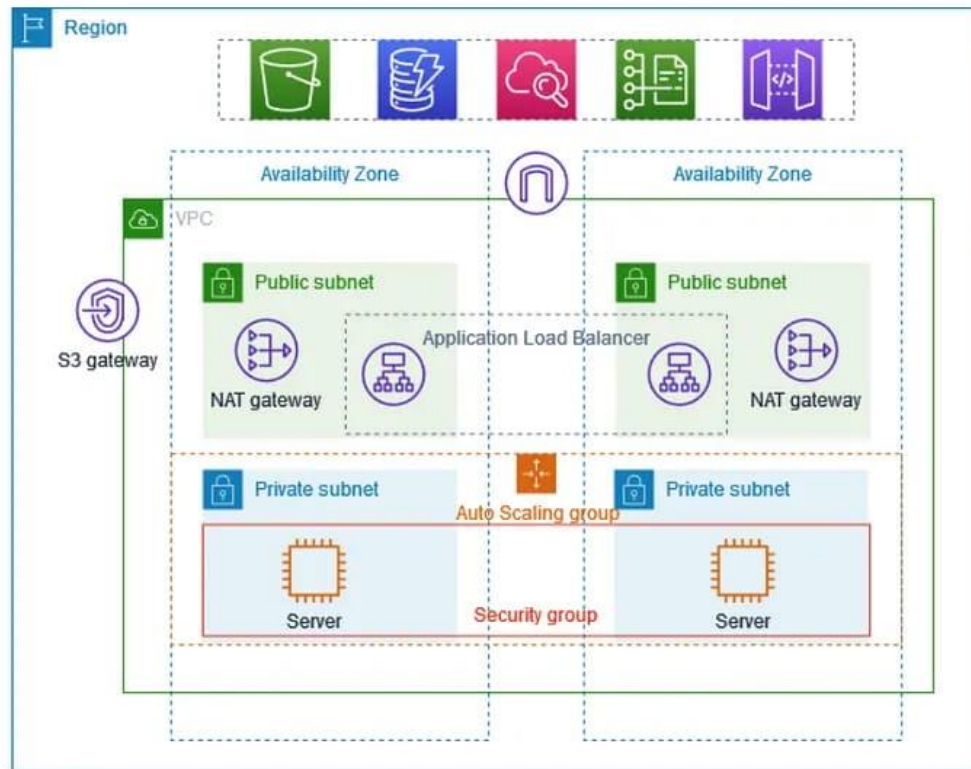 Region
Availability Zone
Availability Zone
VPC
Public subnet
Public subnet
Application Load Balancer
S3 gateway
NAT gateway
NAT gateway
Private subnet
Private subnet
Auto Scaling group
Security group
Server
Server